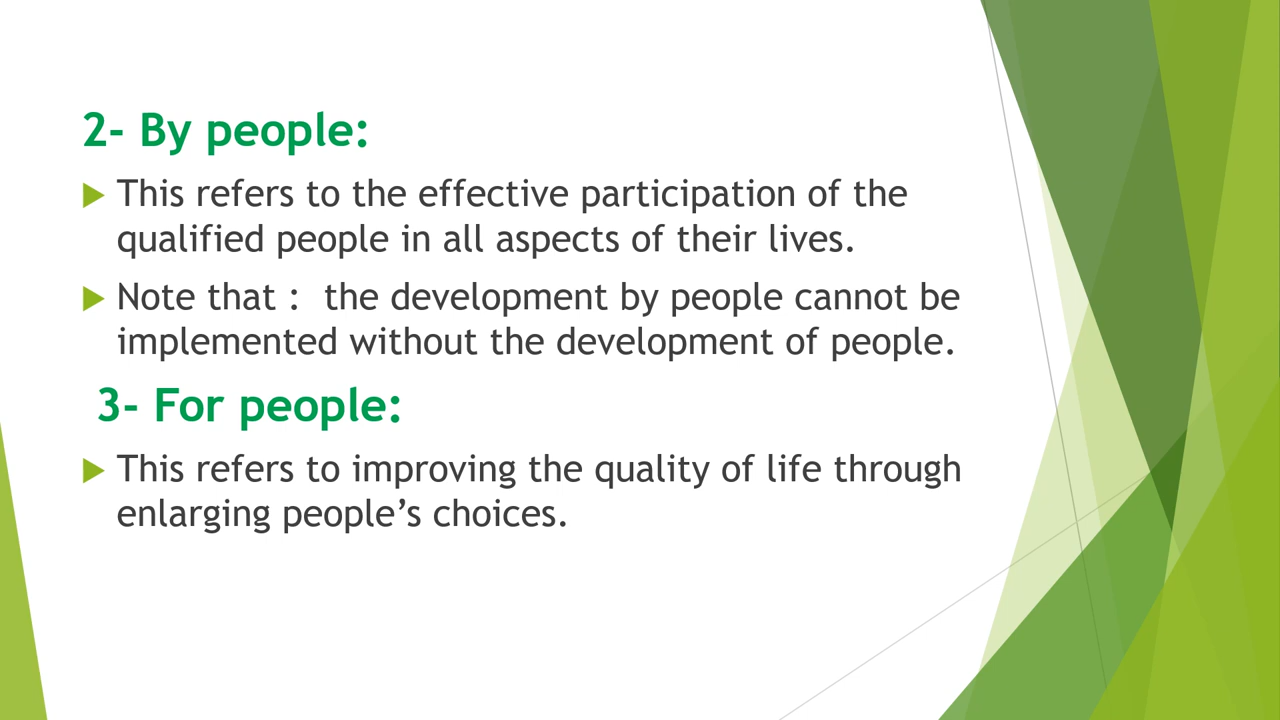 2- By people:
This refers to the effective participation of the
qualified people in all aspects of their lives.
Note that :  the development by people cannot be
implemented without the development of people.
3- For people:
This refers to improving the quality of life through
enlarging people’s choices.